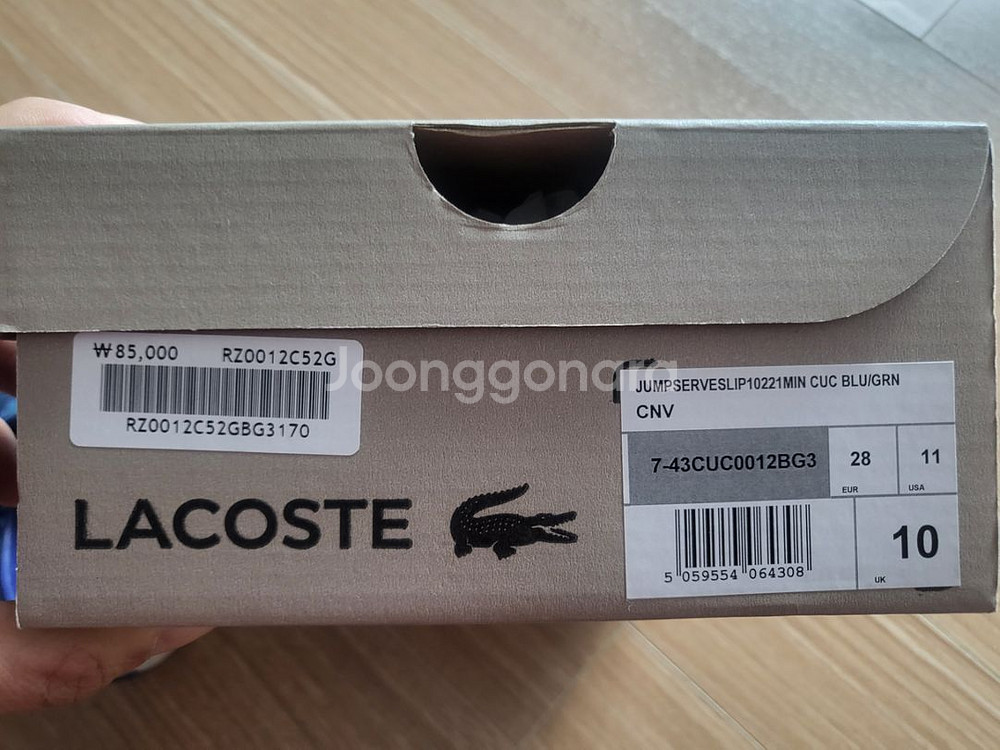 ₩85,000 RZ0012C52G
RZ0012C52GBG3170
Joonggonara
JUMPSERVESLIP10221MIN CUC BLU/GRN
CNV
7-43CUC0012BG3
28
EUR
11
USA
LACOSTE
5 059554 064308
10
UK